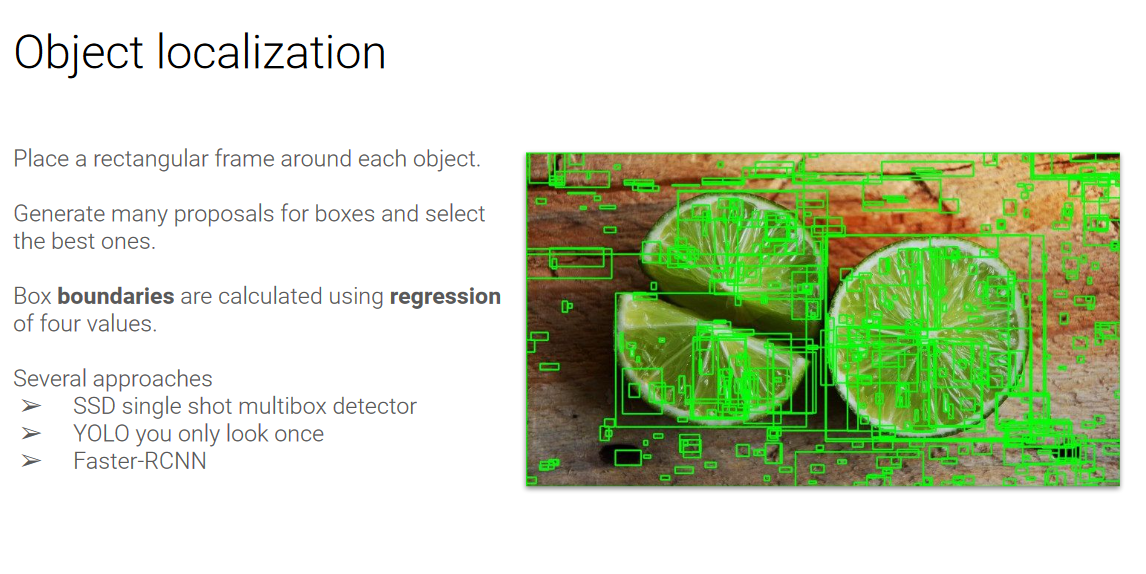 Object localization
Place a rectangular frame around each object.
Generate many proposals for boxes and select
the best ones.
Box boundaries are calculated using regression
of four values.
Several approaches
➢ SSD single shot multibox detector
➢ YOLO you only look once
➢ Faster-RCNN